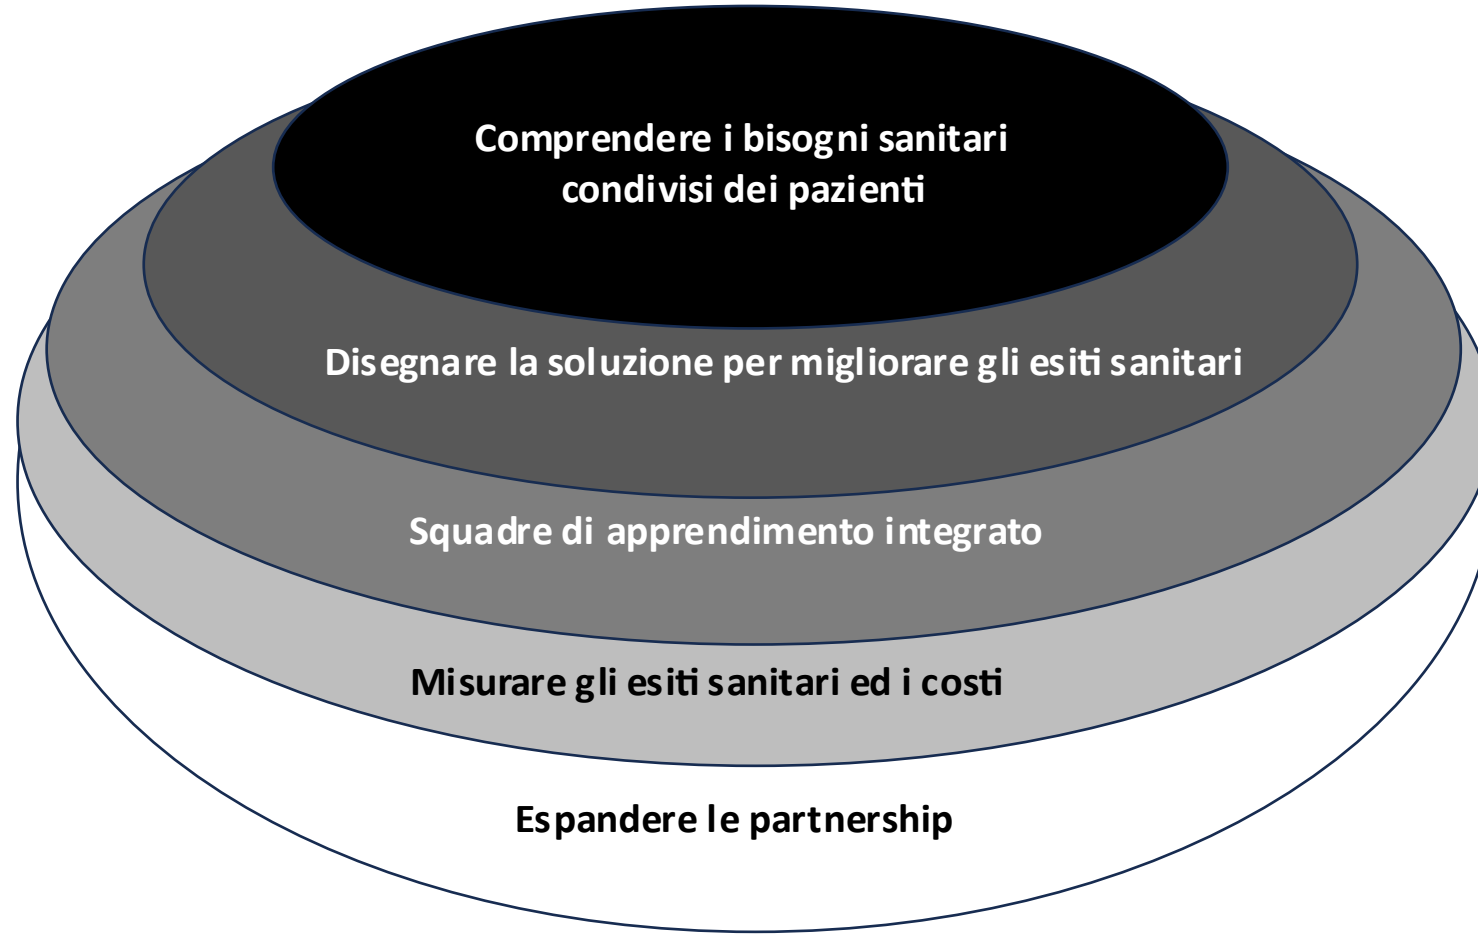 Comprendere i bisogni sanitari
condivisi dei pazienti
Disegnare la soluzione per migliorare gli esiti sanitari
Squadre di apprendimento integrato
Misurare gli esiti sanitari ed i costi
Espandere le partnership